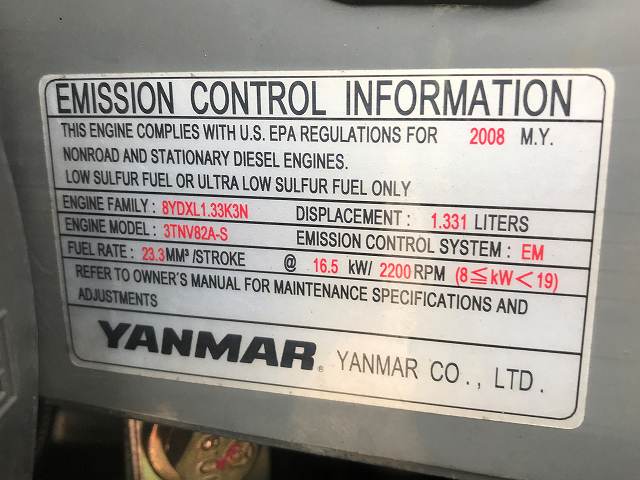 EMISSION CONTROL INFORMATION
THIS ENGINE COMPLIES WITH U.S. EPA REGULATIONS FOR 2008 M.Y.
NONROAD AND STATIONARY DIESEL ENGINES.
LOW SULFUR FUEL OR ULTRA LOW SULFUR FUEL ONLY
ENGINE FAMILY : 8YDXL1.33K3N DISPLACEMENT : 1.331 LITERS
ENGINE MODEL : 3TNV82A-S EMISSION CONTROL SYSTEM : EM
FUEL RATE : 23.3 MM³ /STROKE @ 16.5 kW/ 2200 RPM (8≦kW<19)
REFER TO OWNER'S MANUAL FOR MAINTENANCE SPECIFICATIONS AND
ADJUSTMENTS
YANMAR® YANMAR CO., LTD.